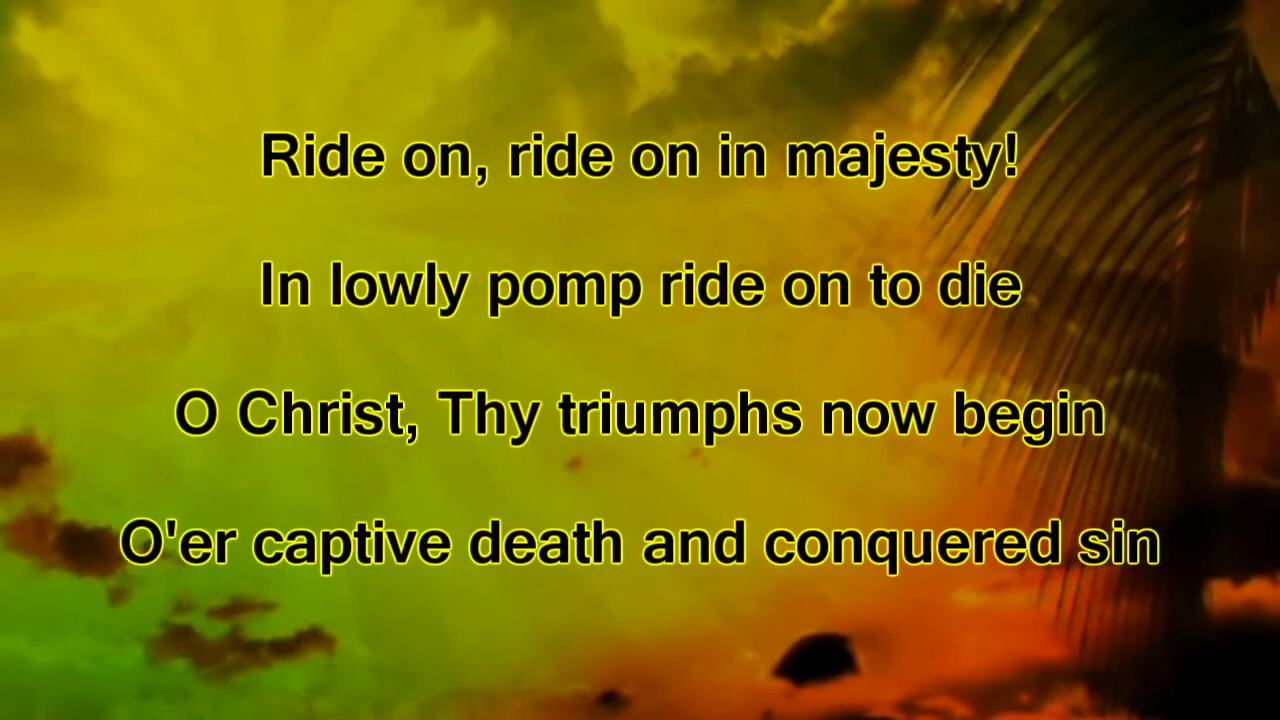 Ride on, ride on in majesty!
In lowly pomp ride on to die
O Christ, Thy triumphs now begin
O'er captive death and conquered sin